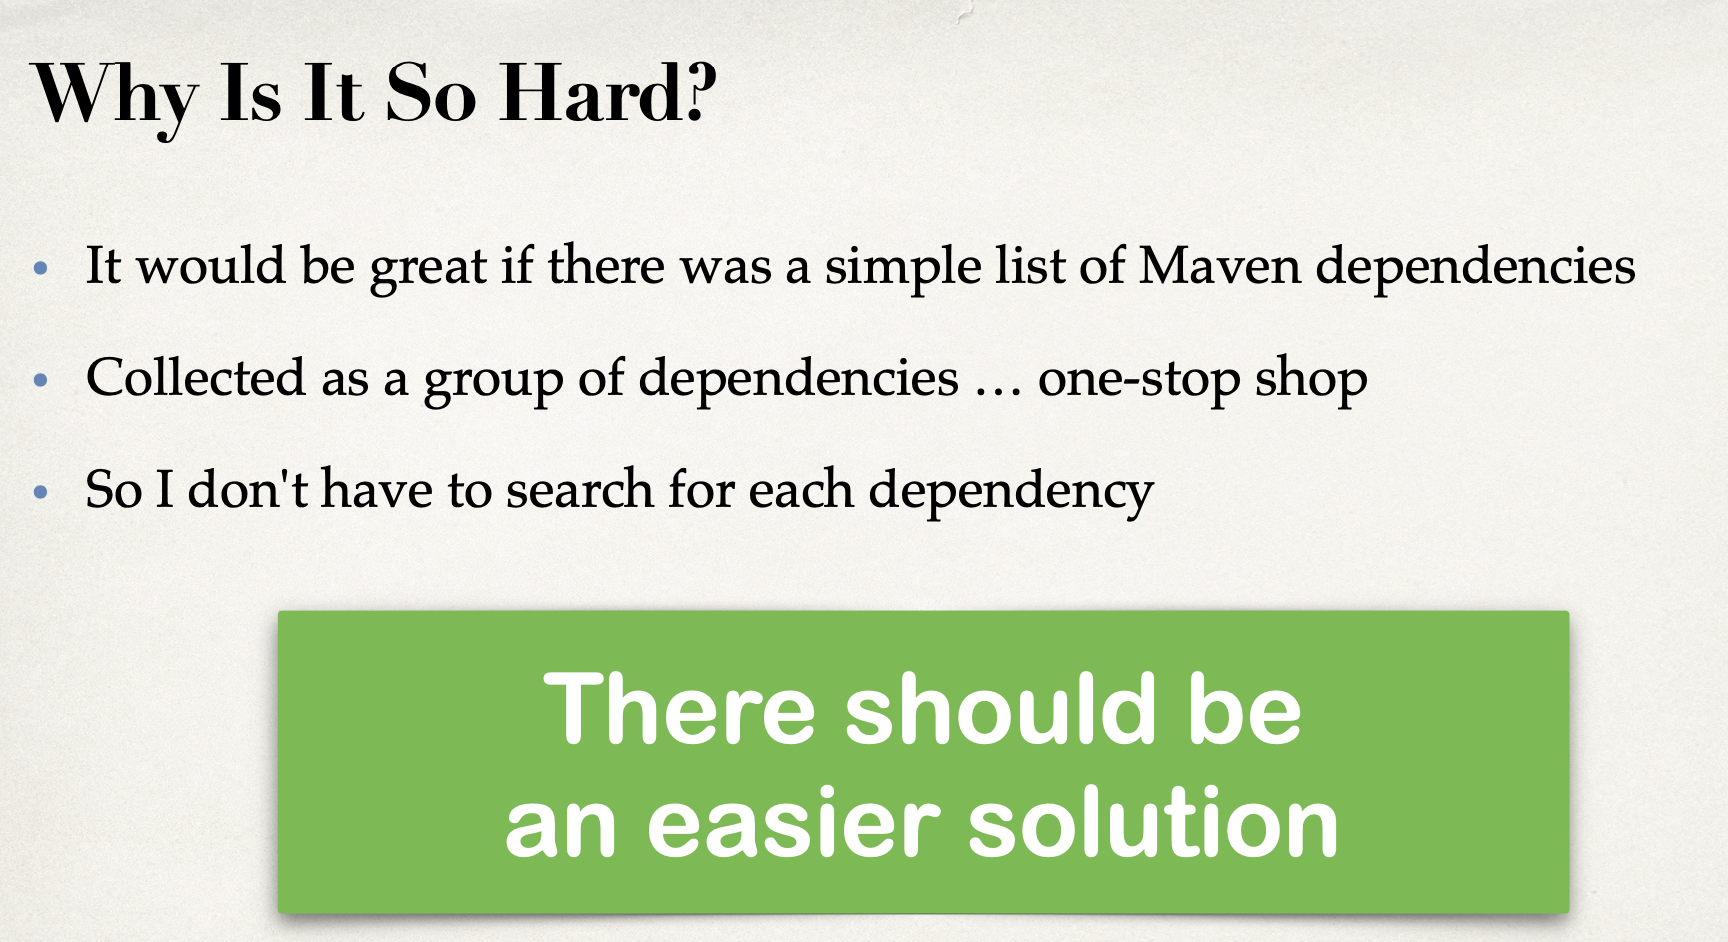 Why Is It So Hard?
• It would be great if there was a simple list of Maven dependencies
• Collected as a group of dependencies … one-stop shop
• So I don't have to search for each dependency
There should be
an easier solution